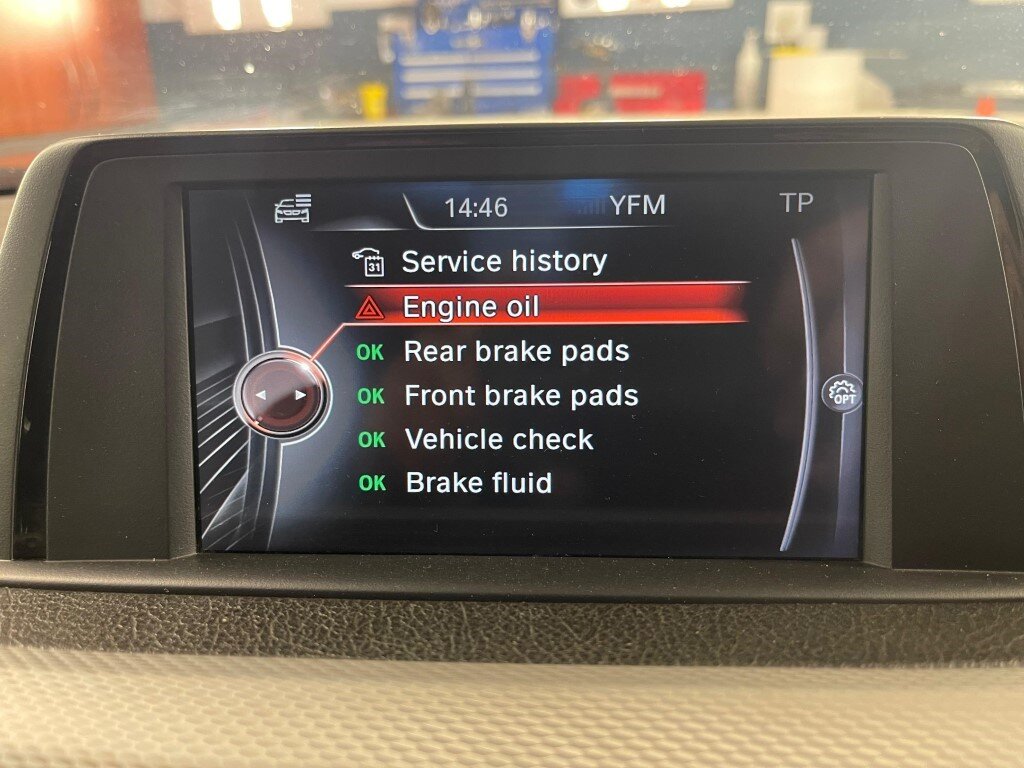 14:46 YFM TP
31 Service history
Engine oil
OK Rear brake pads
OK Front brake pads
OK Vehicle check
OK Brake fluid
OPT